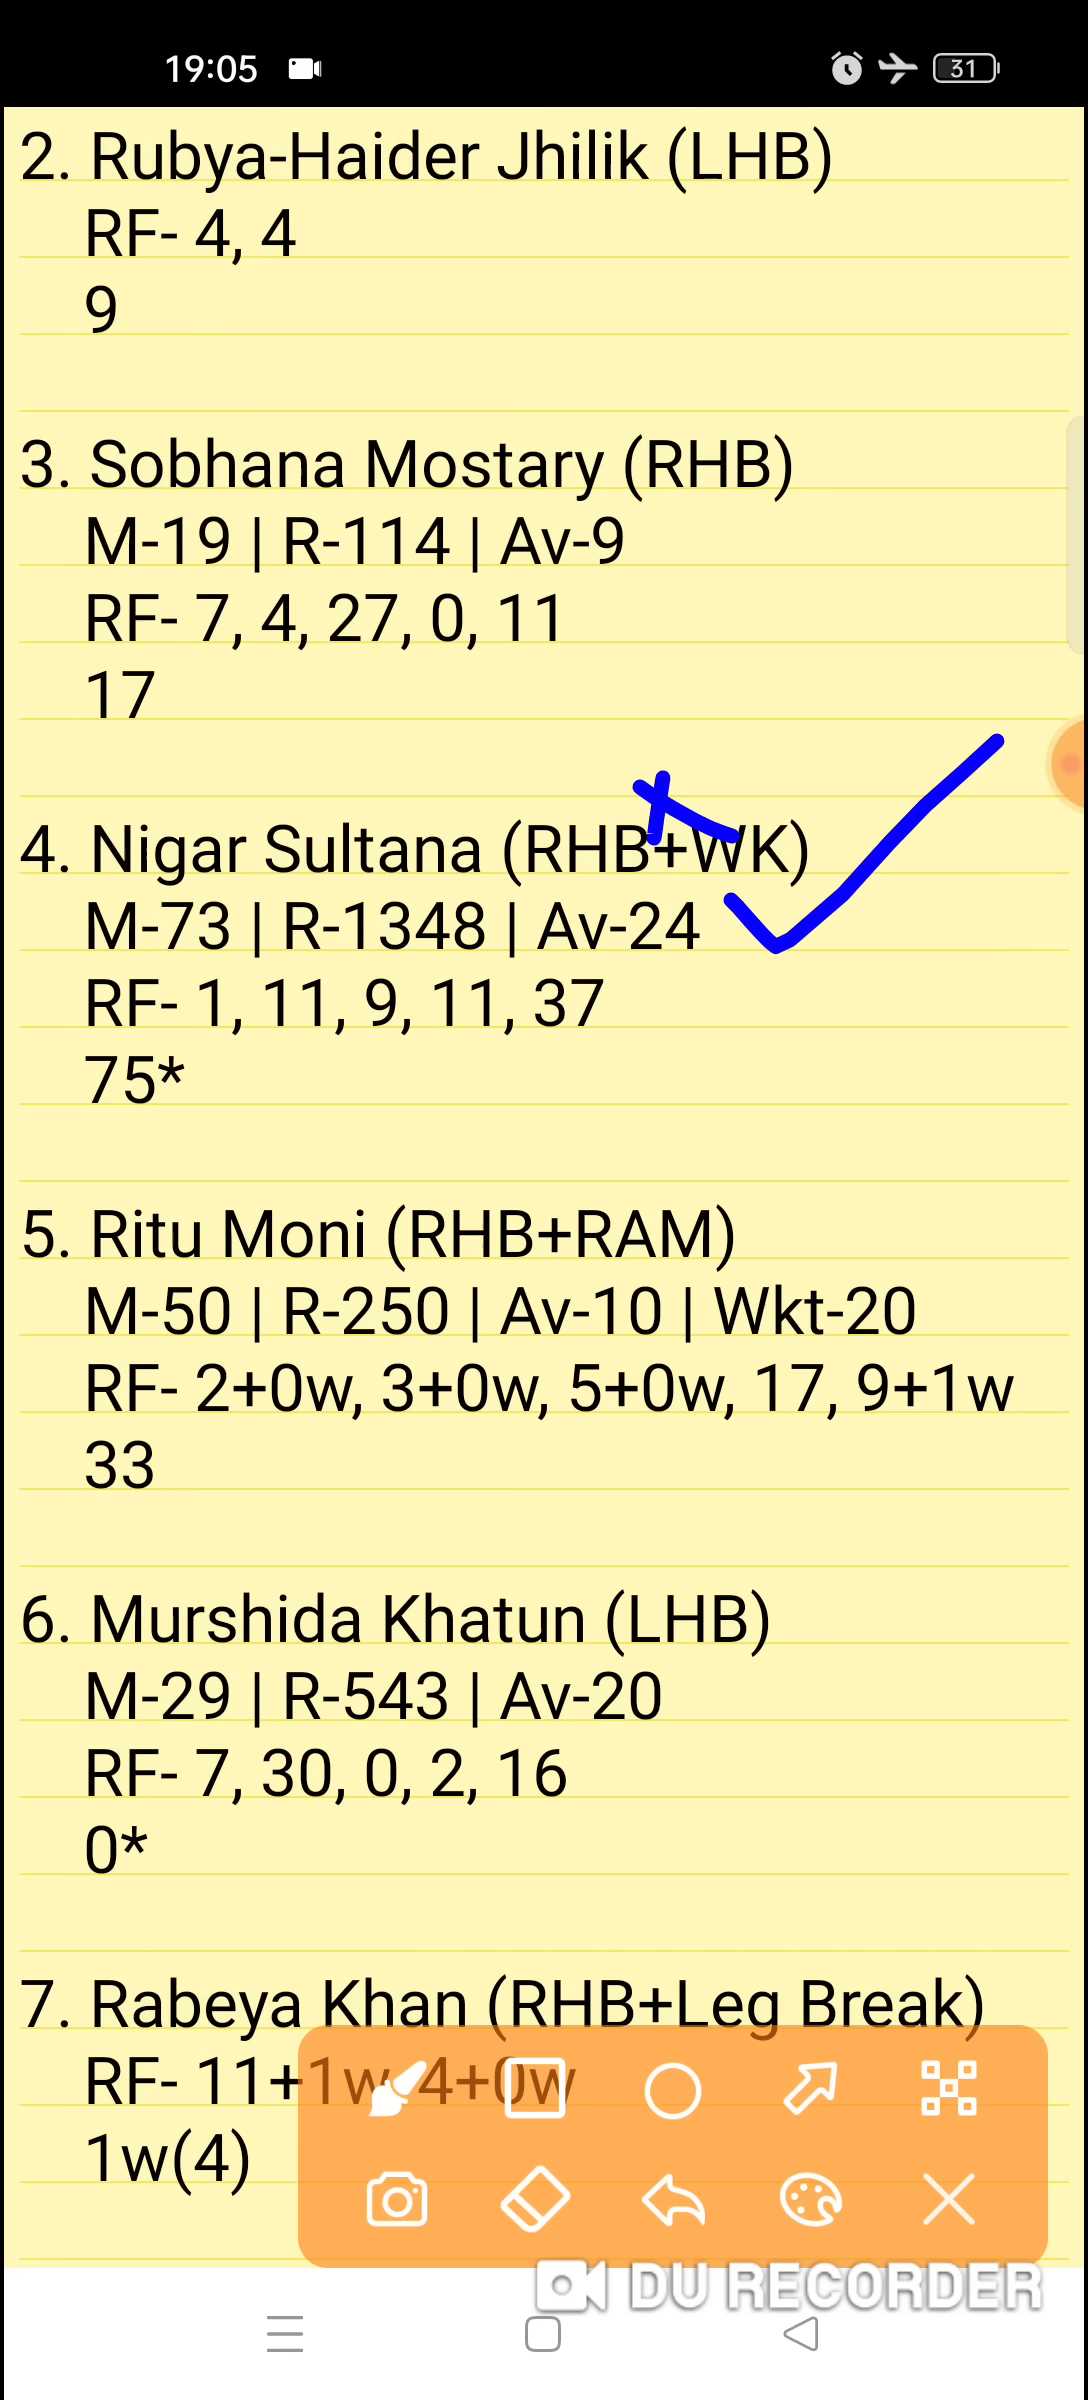 19:05
31
2. Rubya-Haider Jhilik (LHB)
RF- 4, 4
9
3. Sobhana Mostary (RHB)
M-19 | R-114 | Av-9
RF- 7, 4, 27, 0, 11
17
4. Nigar Sultana (RHB+WK)
M-73 | R-1348 | Av-24
RF- 1, 11, 9, 11, 37
75*
5. Ritu Moni (RHB+RAM)
M-50 | R-250 | Av-10 | Wkt-20
RF- 2+0w, 3+0w, 5+0w, 17, 9+1w
33
6. Murshida Khatun (LHB)
M-29 | R-543 | Av-20
RF- 7, 30, 0, 2, 16
0*
7. Rabeya Khan (RHB+Leg Break)
RF- 11+1w, 4+0w
1w(4)
DU RECORDER